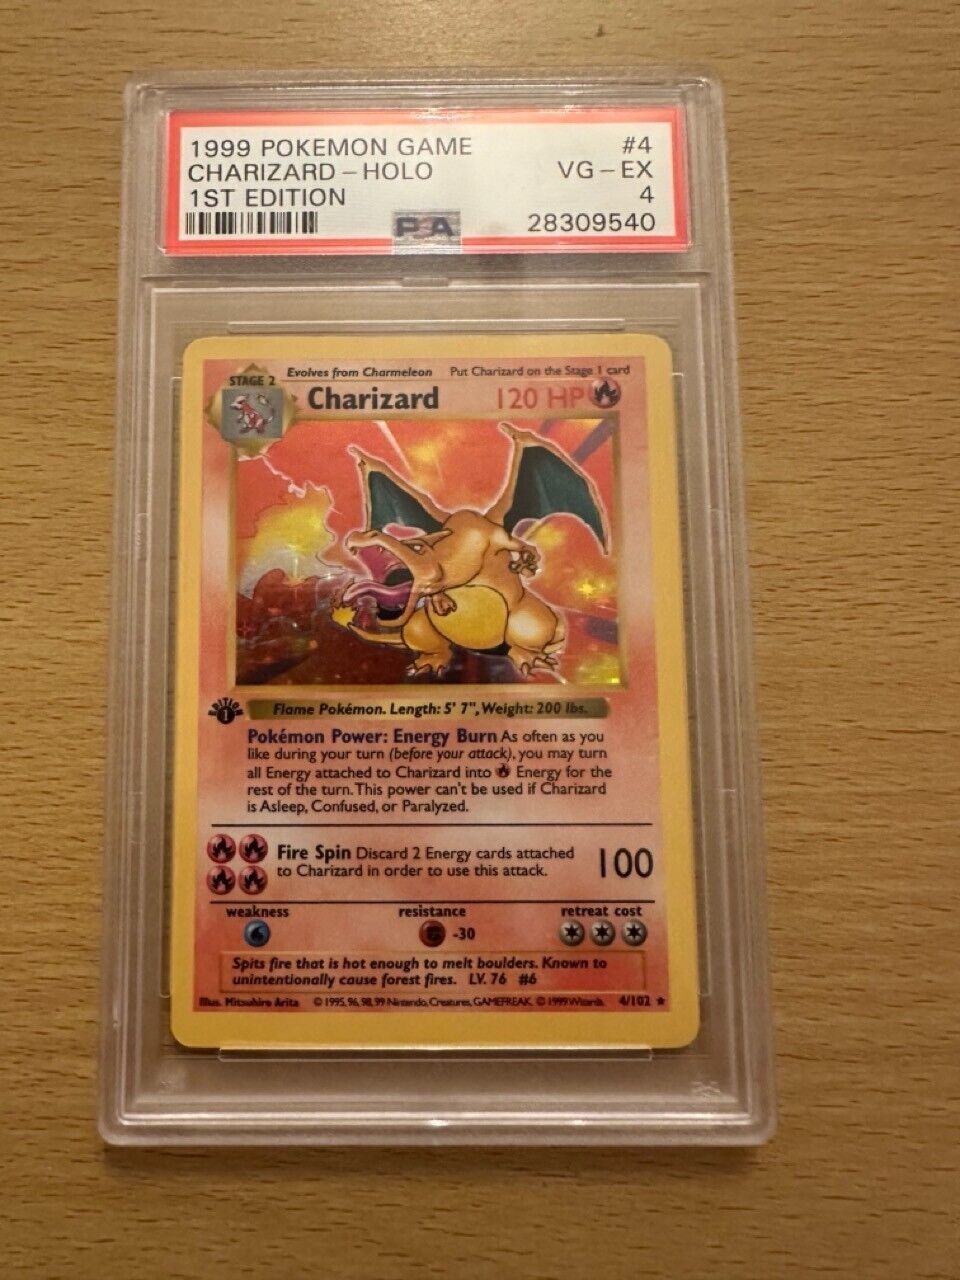 1999 POKEMON GAME #4
CHARIZARD - HOLO VG - EX
1ST EDITION 4
PSA 28309540
STAGE 2 Evolves from Charmeleon Put Charizard on the Stage 1 card
Charizard 120 HP
EDITION 1 Flame Pokémon. Length: 5' 7", Weight: 200 lbs.
Pokémon Power: Energy Burn As often as you
like during your turn (before your attack), you may turn
all Energy attached to Charizard into Energy for the
rest of the turn. This power can't be used if Charizard
is Asleep, Confused, or Paralyzed.
Fire Spin Discard 2 Energy cards attached
to Charizard in order to use this attack. 100
weakness resistance retreat cost
-30
Spits fire that is hot enough to melt boulders. Known to
unintentionally cause forest fires. LV. 76 #6
Illus. Mitsuhiro Arita © 1995, 96, 98, 99 Nintendo, Creatures, GAMEFREAK. © 1999 Wizards. 4/102 ★